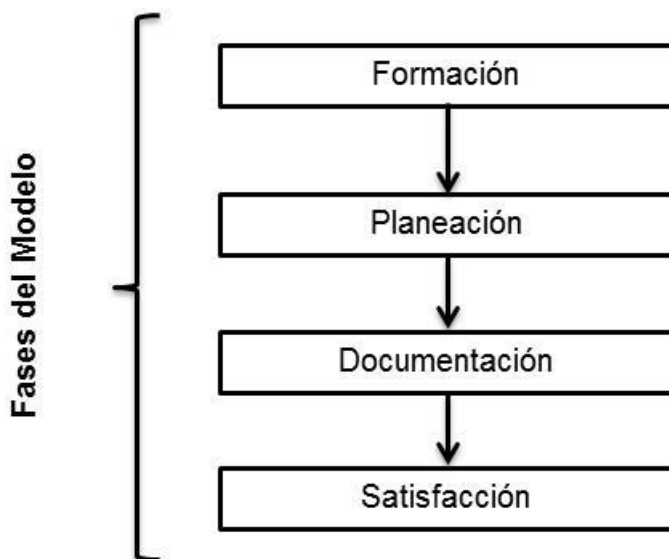 Fases del Modelo
Formación
Planeación
Documentación
Satisfacción